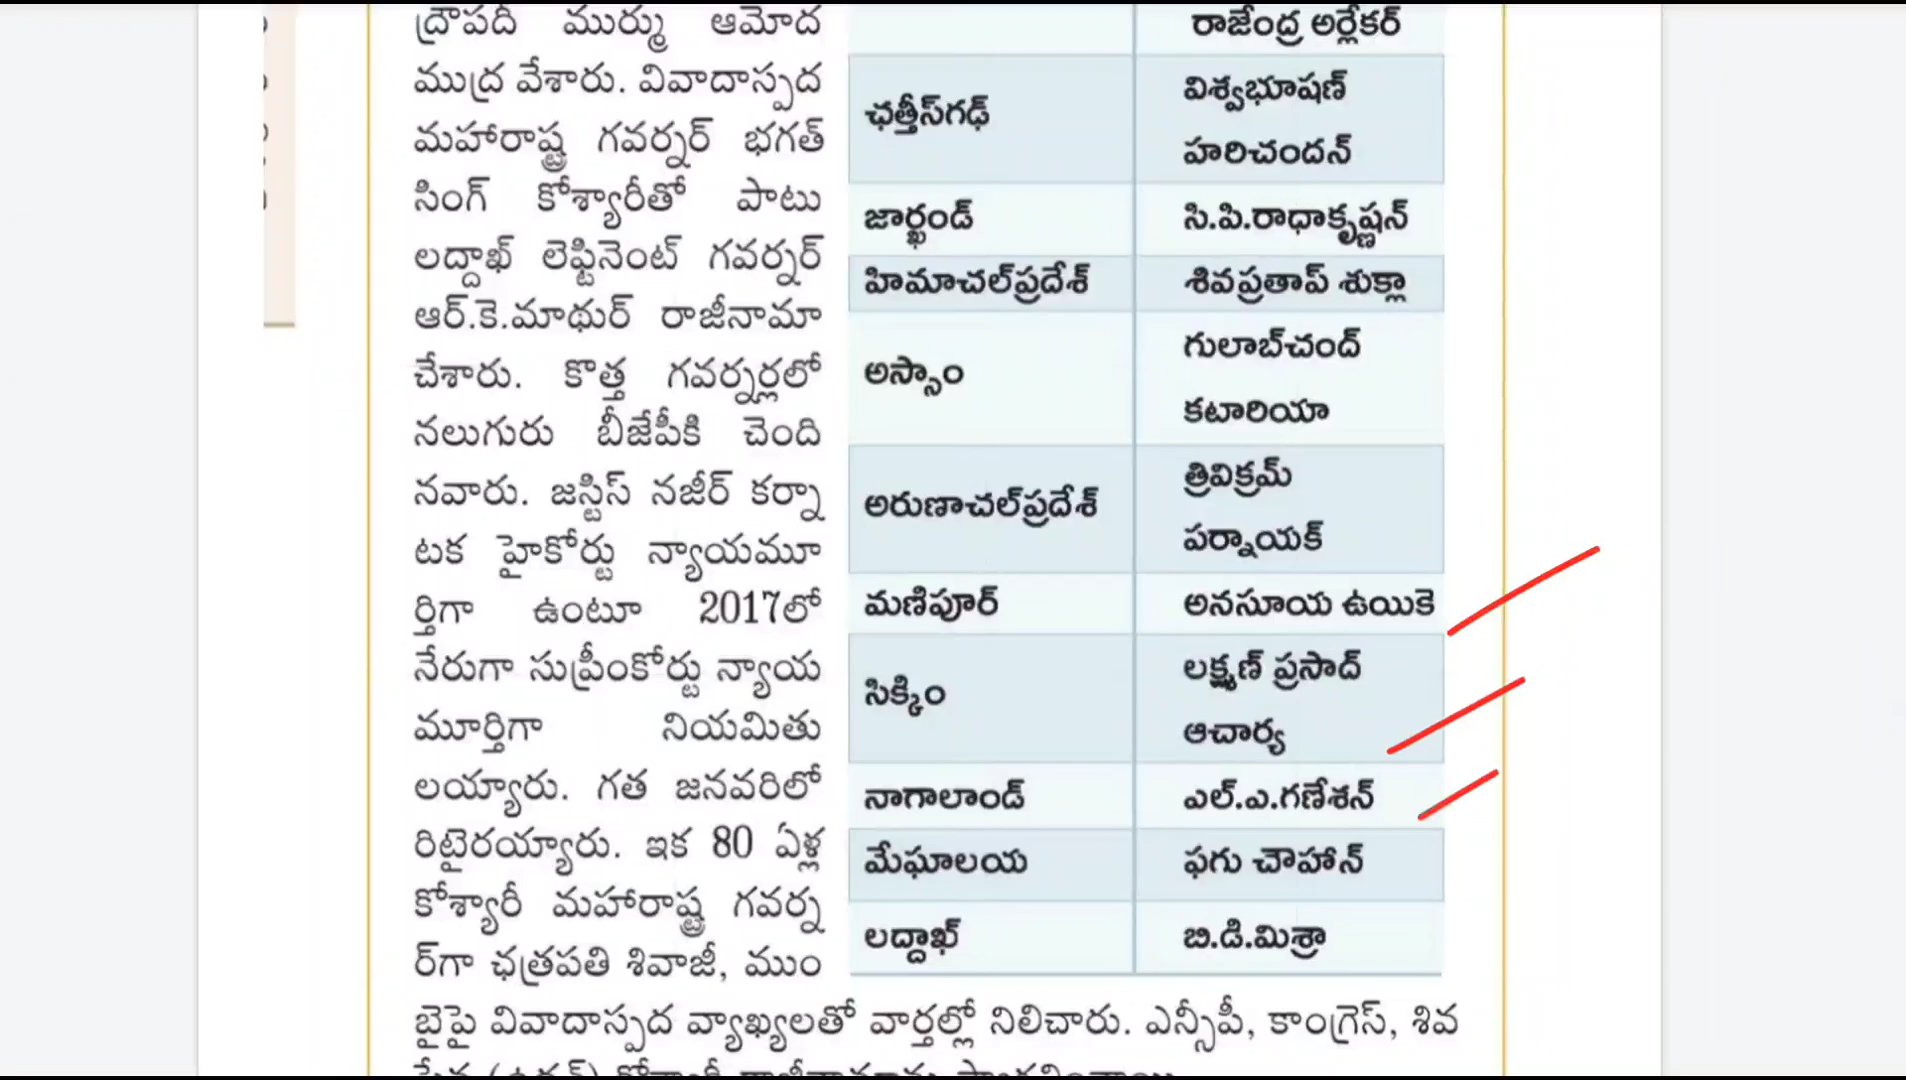 ద్రౌపదీ ముర్ము ఆమోద
ముద్ర వేశారు. వివాదాస్పద
మహారాష్ట్ర గవర్నర్ భగత్
సింగ్ కోశ్యారీతో పాటు
లద్దాఖ్ లెఫ్టినెంట్ గవర్నర్
ఆర్.కె.మాథుర్ రాజీనామా
చేశారు. కొత్త గవర్నర్లలో
నలుగురు బీజేపీకి చెంది
నవారు. జస్టిస్ నజీర్ కర్నా
టక హైకోర్టు న్యాయమూ
ర్తిగా ఉంటూ 2017లో
నేరుగా సుప్రీంకోర్టు న్యాయ
మూర్తిగా నియమితు
లయ్యారు. గత జనవరిలో
రిటైరయ్యారు. ఇక 80 ఏళ్ల
కోశ్యారీ మహారాష్ట్ర గవర్న
ర్‌గా ఛత్రపతి శివాజీ, ముం
బైపై వివాదాస్పద వ్యాఖ్యలతో వార్తల్లో నిలిచారు. ఎన్సీపీ, కాంగ్రెస్, శివ
రాజేంద్ర అర్లేకర్
ఛత్తీస్‌గఢ్ విశ్వభూషణ్
హరిచందన్
జార్ఖండ్ సి.పి.రాధాకృష్ణన్
హిమాచల్‌ప్రదేశ్ శివప్రతాప్ శుక్లా
అస్సాం గులాబ్‌చంద్
కటారియా
అరుణాచల్‌ప్రదేశ్ త్రివిక్రమ్
పర్నాయక్
మణిపూర్ అనసూయ ఉయికె
సిక్కిం లక్ష్మణ్ ప్రసాద్
ఆచార్య
నాగాలాండ్ ఎల్.ఎ.గణేశన్
మేఘాలయ ఫగు చౌహాన్
లద్దాఖ్ బి.డి.మిశ్రా